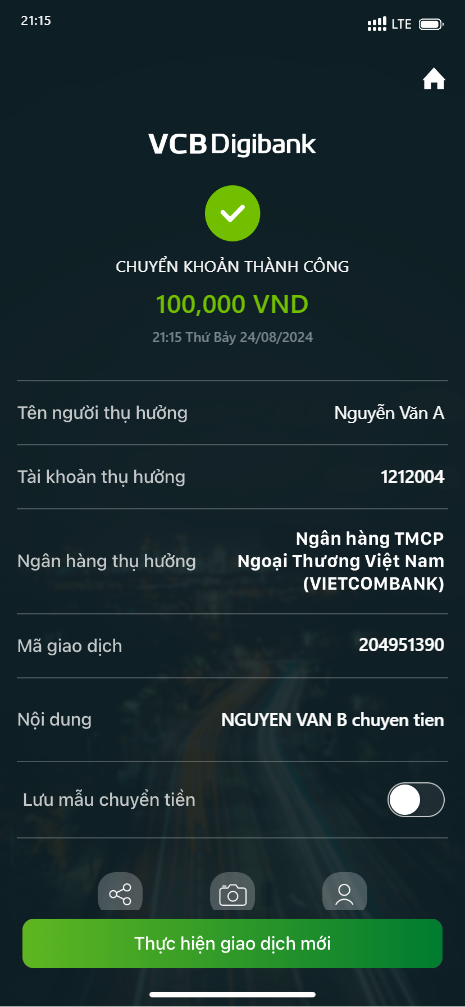 21:15
LTE
VCB Digibank
CHUYỂN KHOẢN THÀNH CÔNG
100,000 VND
21:15 Thứ Bảy 24/08/2024
Tên người thụ hưởng
Nguyễn Văn A
Tài khoản thụ hưởng
1212004
Ngân hàng thụ hưởng
Ngân hàng TMCP
Ngoại Thương Việt Nam
(VIETCOMBANK)
Mã giao dịch
204951390
Nội dung
NGUYEN VAN B chuyen tien
Lưu mẫu chuyển tiền
Thực hiện giao dịch mới